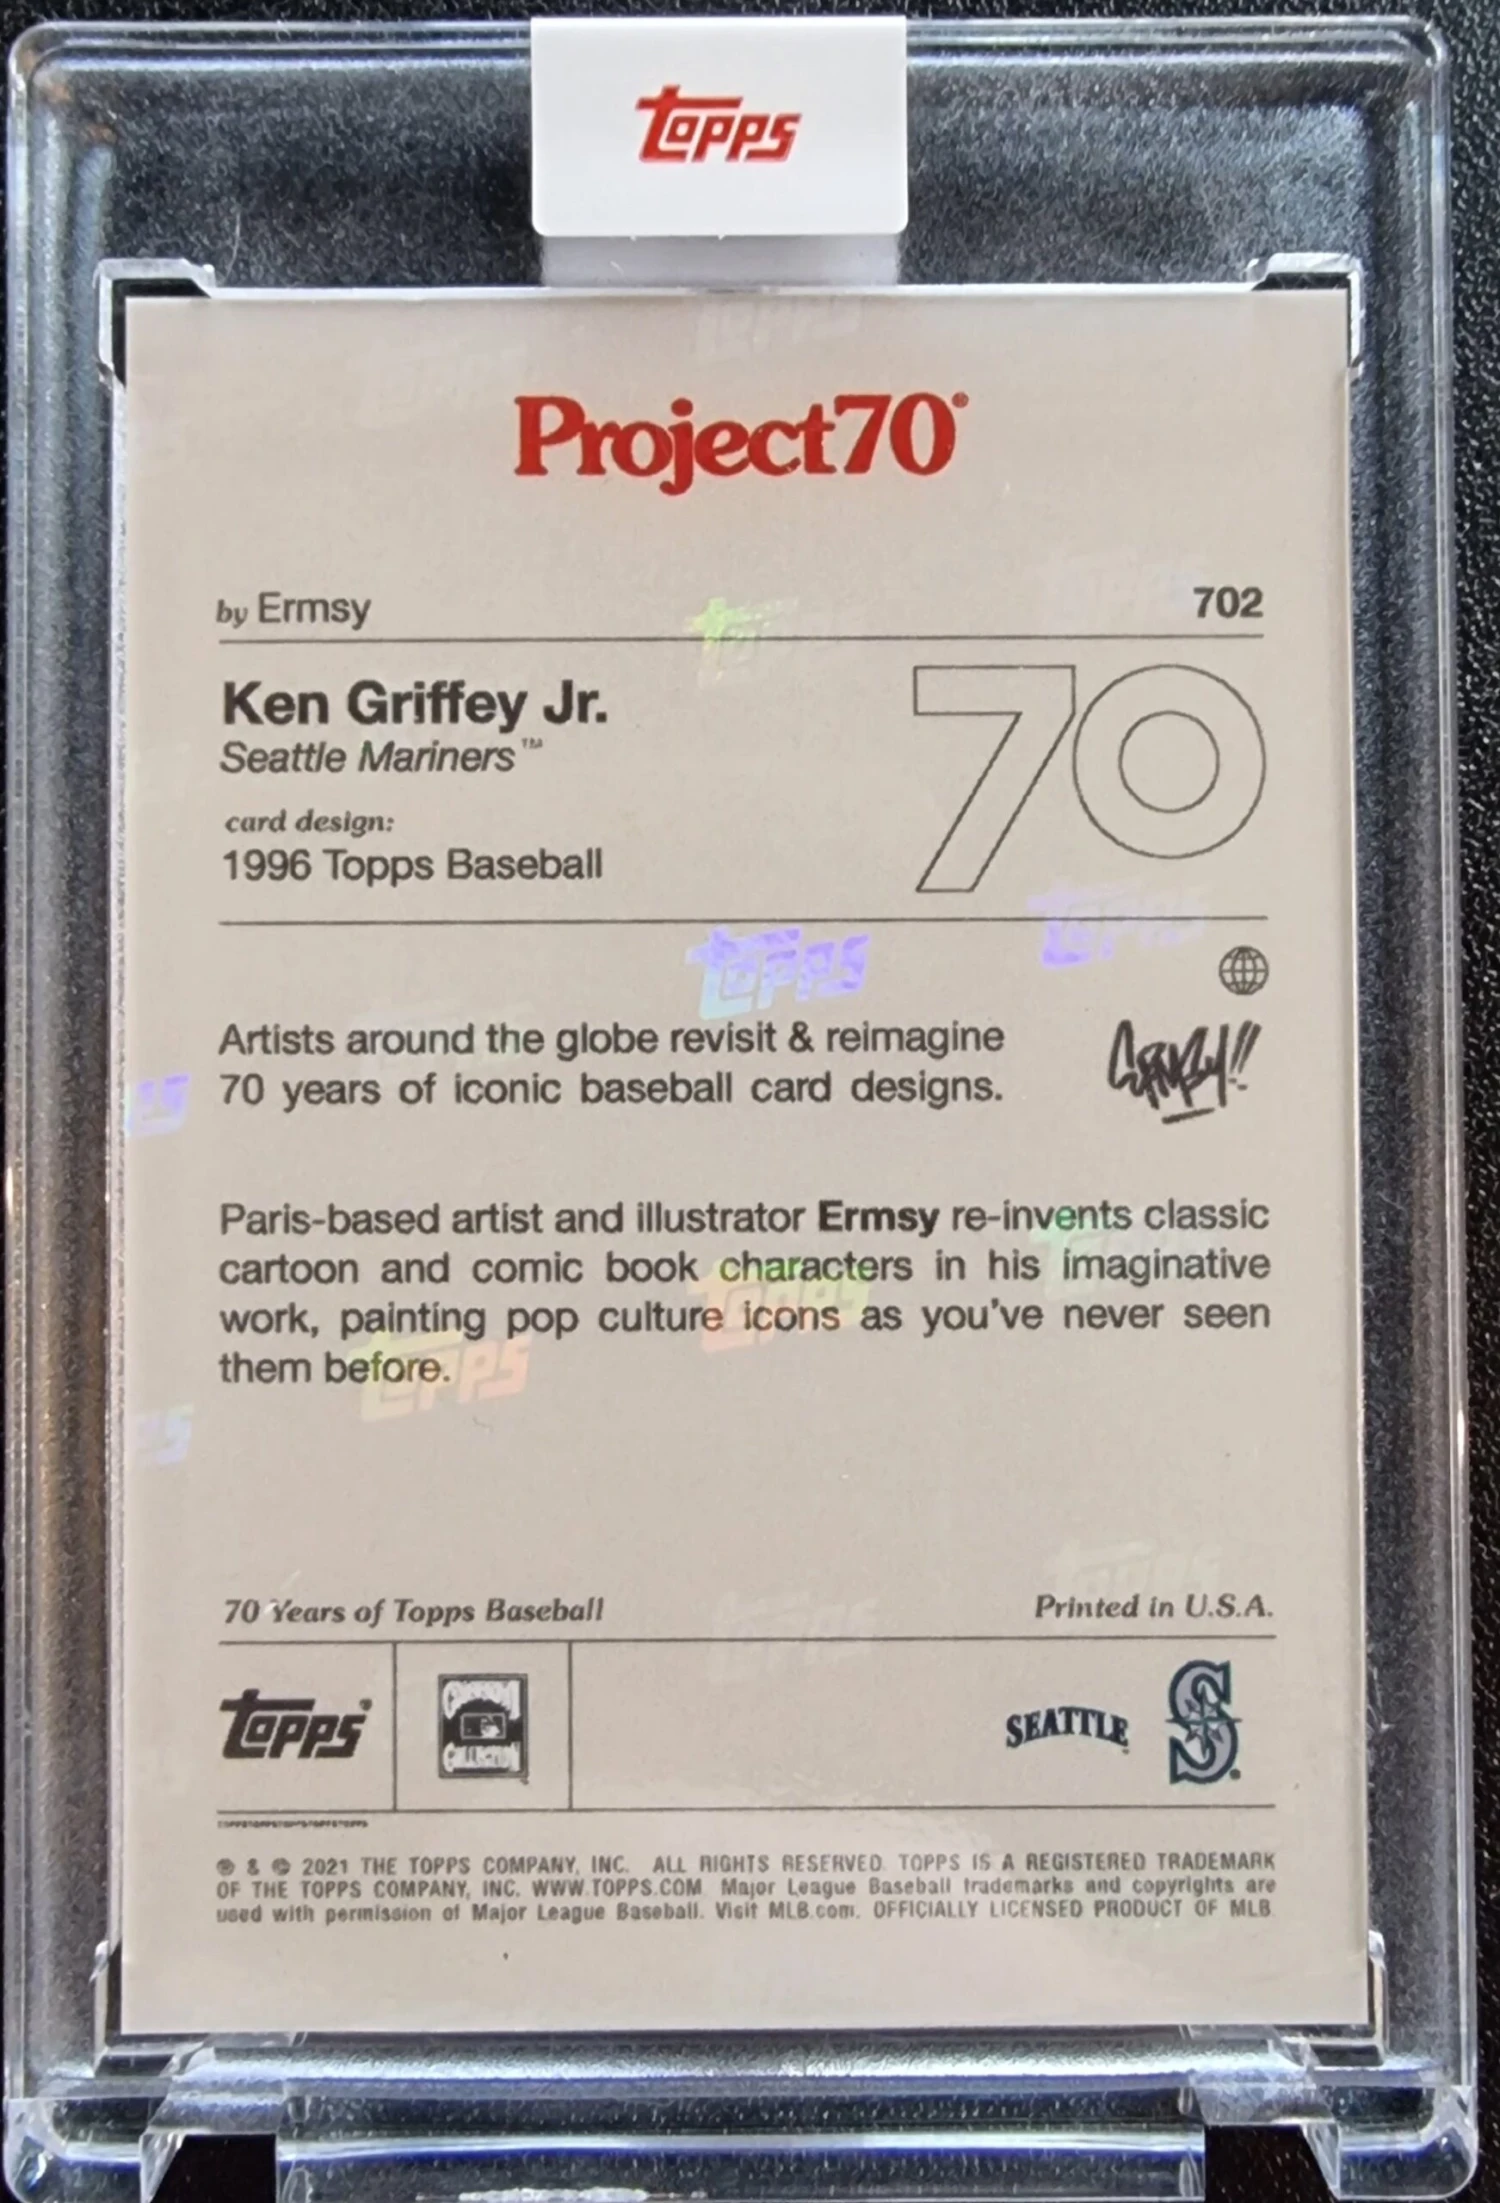 Topps
Project70®
by Ermsy 702
Ken Griffey Jr.
Seattle Mariners™
70
card design:
1996 Topps Baseball
Artists around the globe revisit & reimagine
70 years of iconic baseball card designs.
Ermsy!!
Paris-based artist and illustrator Ermsy re-invents classic
cartoon and comic book characters in his imaginative
work, painting pop culture icons as you've never seen
them before.
70 Years of Topps Baseball Printed in U.S.A.
Topps®
COLLECTION
SEATTLE
S
® & © 2021 THE TOPPS COMPANY, INC. ALL RIGHTS RESERVED. TOPPS IS A REGISTERED TRADEMARK
OF THE TOPPS COMPANY, INC. WWW.TOPPS.COM Major League Baseball trademarks and copyrights are
used with permission of Major League Baseball. Visit MLB.com. OFFICIALLY LICENSED PRODUCT OF MLB